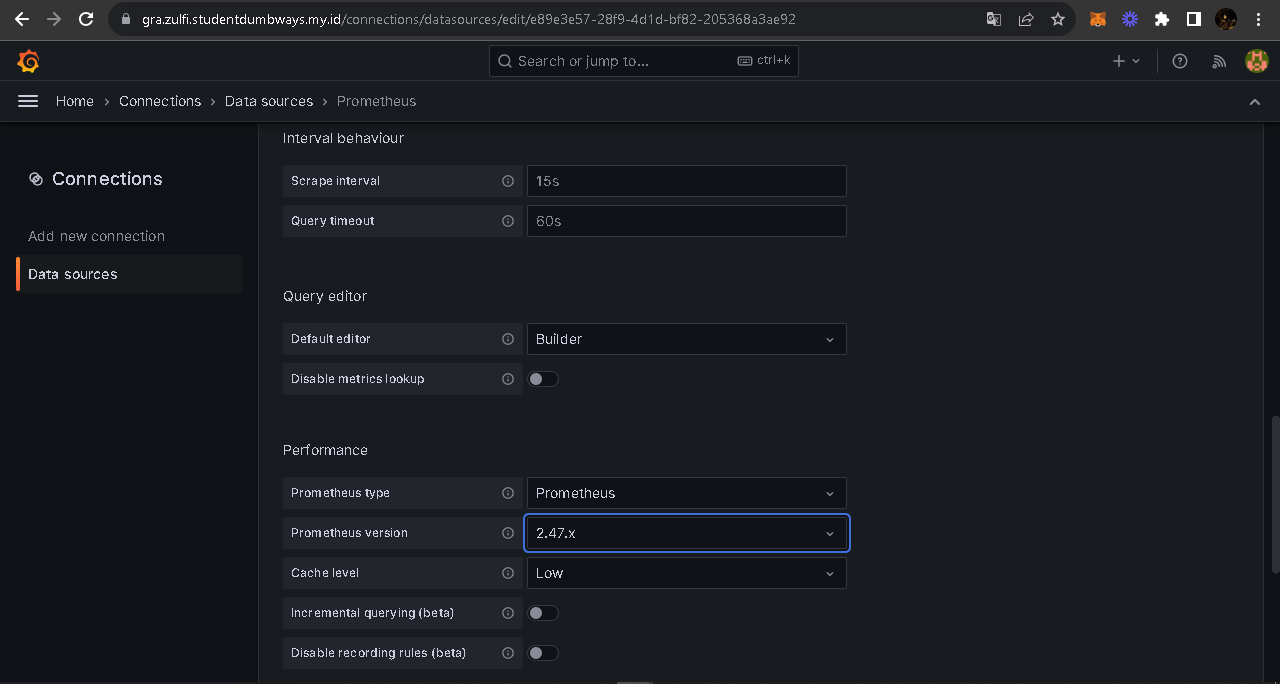 gra.zulfi.studentdumbways.my.id/connections/datasources/edit/e89e3e57-28f9-4d1d-bf82-205368a3ae92
Search or jump to... ctrl+k
Home › Connections › Data sources › Prometheus
Connections
Add new connection
Data sources
Interval behaviour
Scrape interval 15s
Query timeout 60s
Query editor
Default editor Builder
Disable metrics lookup
Performance
Prometheus type Prometheus
Prometheus version 2.47.x
Cache level Low
Incremental querying (beta)
Disable recording rules (beta)